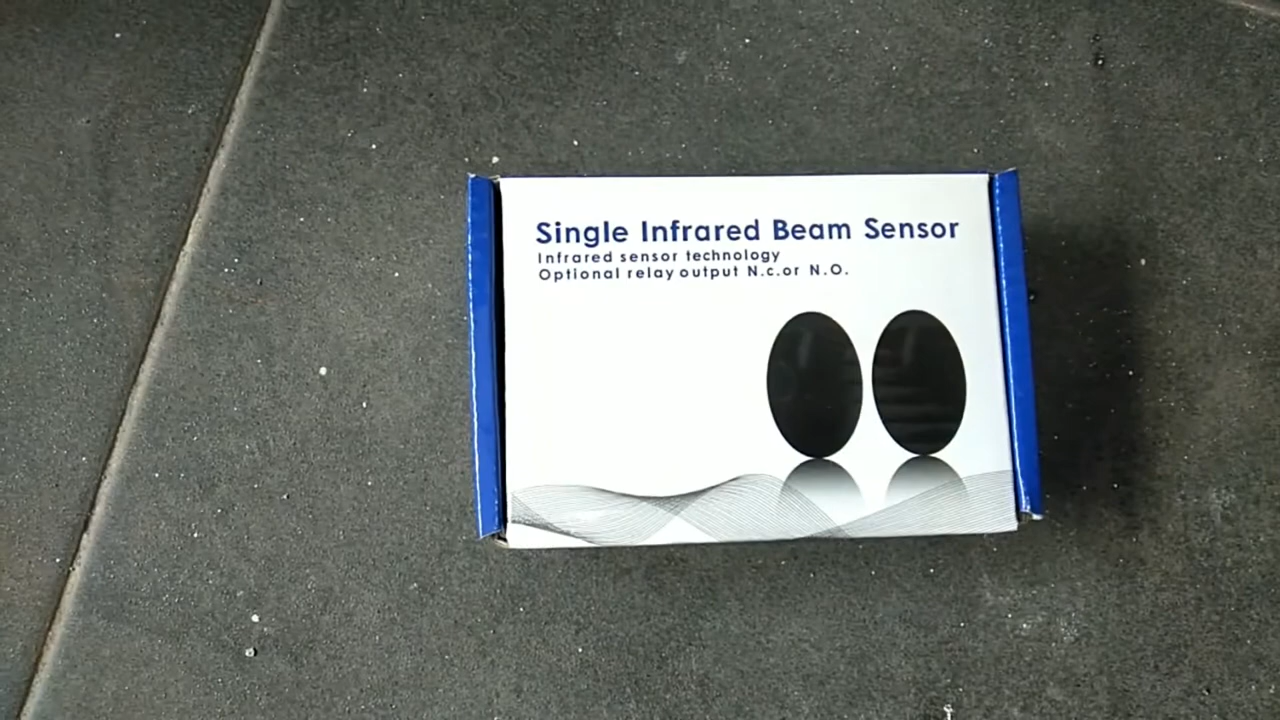 Single Infrared Beam Sensor
Infrared sensor technology
Optional relay output N.c.or N.O.